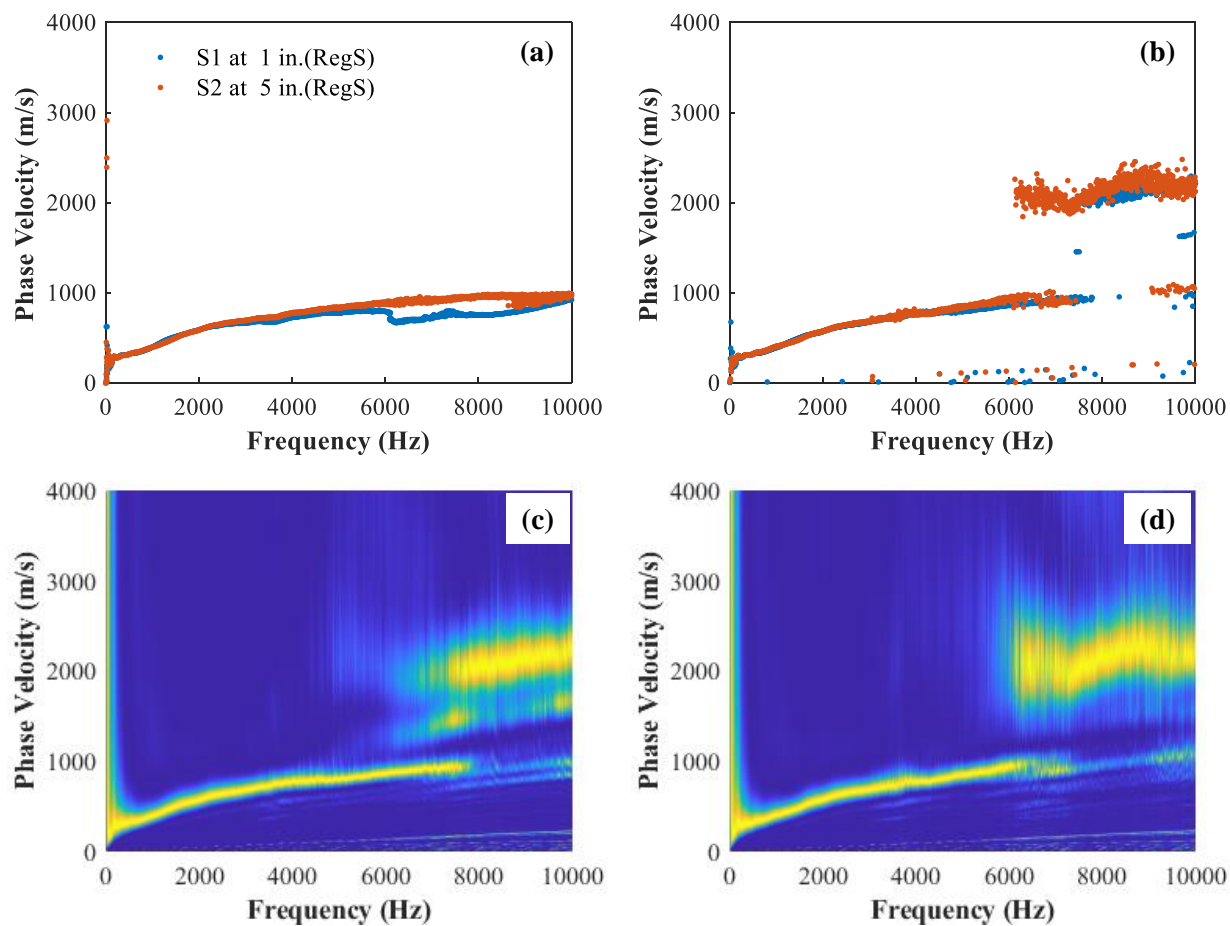 4000
3000
2000
1000
0
Phase Velocity (m/s)
(a)
S1 at 1 in.(RegS)
S2 at 5 in.(RegS)
0 2000 4000 6000 8000 10000
Frequency (Hz)
4000
3000
2000
1000
0
Phase Velocity (m/s)
(b)
0 2000 4000 6000 8000 10000
Frequency (Hz)
4000
3000
2000
1000
0
Phase Velocity (m/s)
(c)
0 2000 4000 6000 8000 10000
Frequency (Hz)
4000
3000
2000
1000
0
Phase Velocity (m/s)
(d)
0 2000 4000 6000 8000 10000
Frequency (Hz)